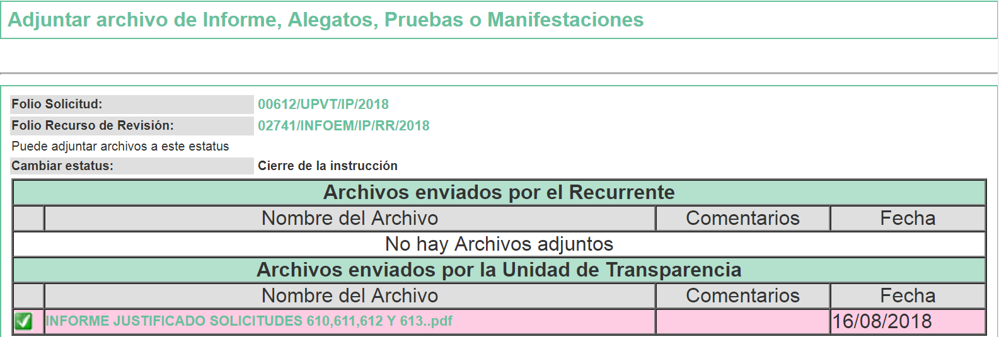 Adjuntar archivo de Informe, Alegatos, Pruebas o Manifestaciones
Folio Solicitud: 00612/UPVT/IP/2018
Folio Recurso de Revisión: 02741/INFOEM/IP/RR/2018
Puede adjuntar archivos a este estatus
Cambiar estatus: Cierre de la instrucción
Archivos enviados por el Recurrente
Nombre del Archivo Comentarios Fecha
No hay Archivos adjuntos
Archivos enviados por la Unidad de Transparencia
Nombre del Archivo Comentarios Fecha
INFORME JUSTIFICADO SOLICITUDES 610,611,612 Y 613..pdf 16/08/2018